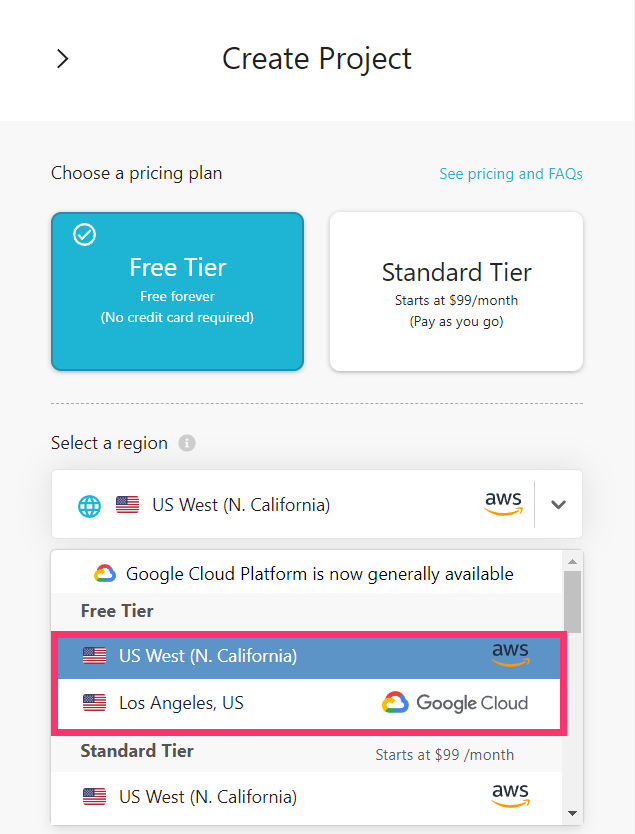 Create Project
Choose a pricing plan
See pricing and FAQs
Free Tier
Free forever
(No credit card required)
Standard Tier
Starts at $99/month
(Pay as you go)
Select a region
US West (N. California)
aws
Google Cloud Platform is now generally available
Free Tier
US West (N. California)
aws
Los Angeles, US
Google Cloud
Standard Tier
Starts at $99 /month
US West (N. California)
aws